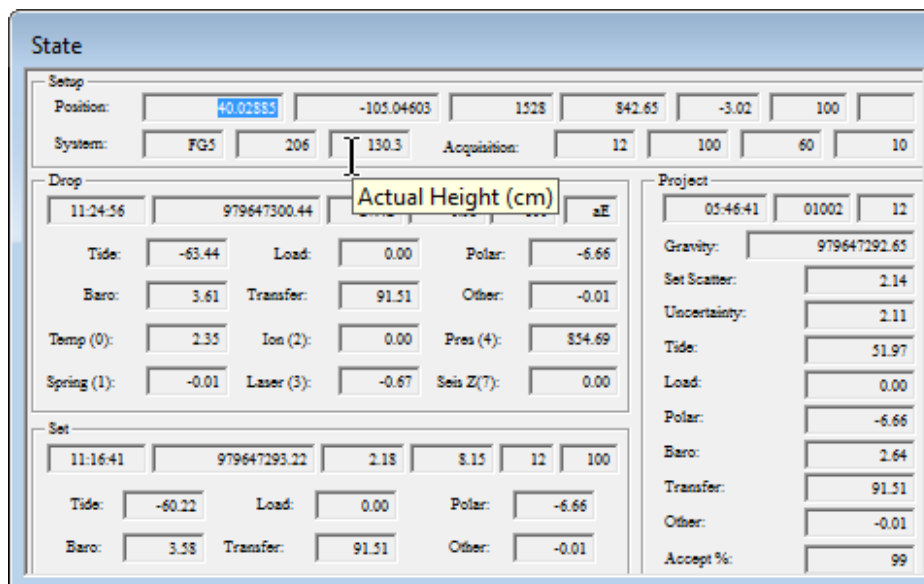 State
Setup
Position: 40.02885 -105.04603 1528 842.65 -3.02 100
System: FG5 206 130.3 Acquisition: 12 100 60 10
Drop
11:24:56 979647300.44 aE
Actual Height (cm)
Tide: -63.44 Load: 0.00 Polar: -6.66
Baro: 3.61 Transfer: 91.51 Other: -0.01
Temp (0): 2.35 Ion (2): 0.00 Pres (4): 854.69
Spring (1): -0.01 Laser (3): -0.67 Seis Z(7): 0.00
Set
11:16:41 979647293.22 2.18 8.15 12 100
Tide: -60.22 Load: 0.00 Polar: -6.66
Baro: 3.58 Transfer: 91.51 Other: -0.01
Project
05:46:41 01002 12
Gravity: 979647292.65
Set Scatter: 2.14
Uncertainty: 2.11
Tide: 51.97
Load: 0.00
Polar: -6.66
Baro: 2.64
Transfer: 91.51
Other: -0.01
Accept %: 99